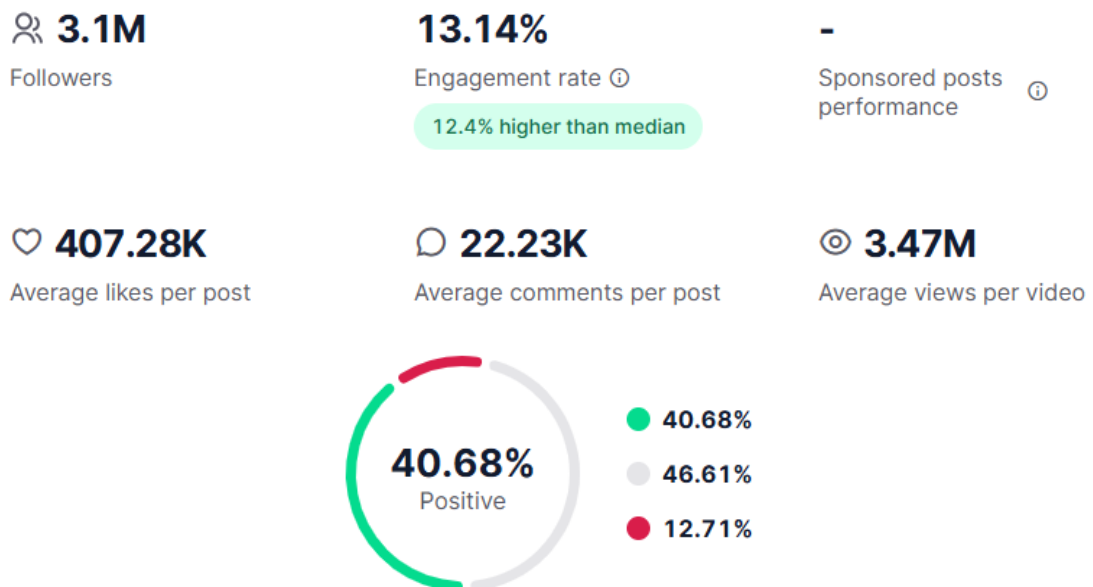 3.1M
Followers
13.14%
Engagement rate
12.4% higher than median
-
Sponsored posts
performance
407.28K
Average likes per post
22.23K
Average comments per post
3.47M
Average views per video
40.68%
Positive
40.68%
46.61%
12.71%